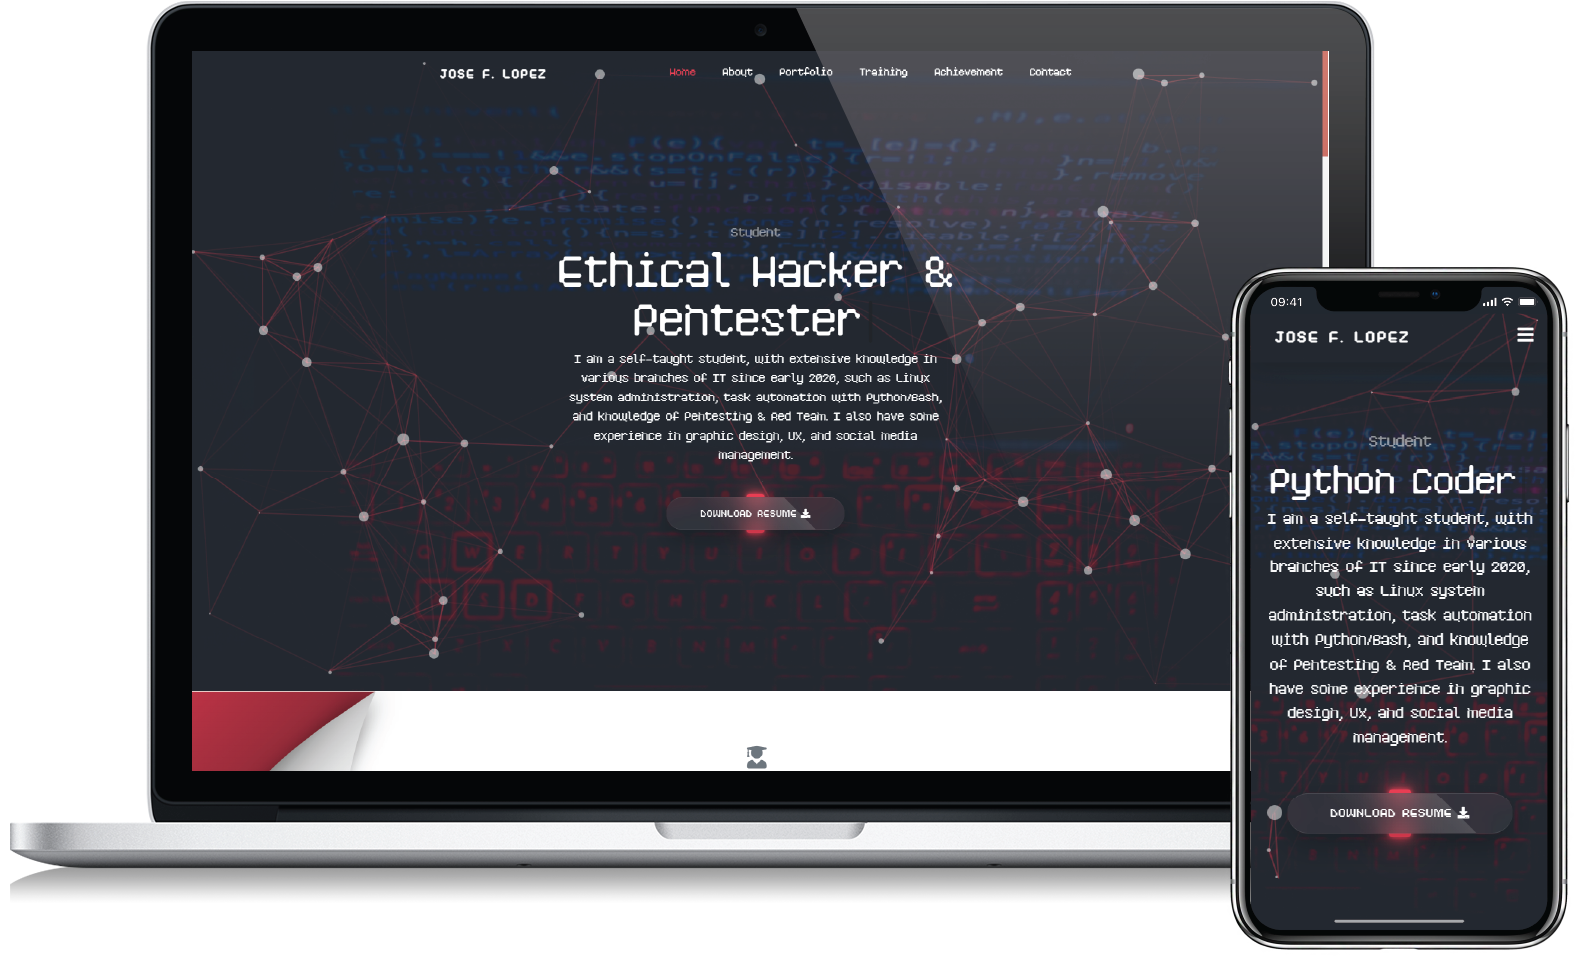 JOSE F. LOPEZ
Home About Portfolio Training Achievement Contact
Student
Ethical Hacker &
Pentester
I am a self-taught student, with extensive knowledge in
various branches of IT since early 2020, such as Linux
system administration, task automation with Python/Bash,
and knowledge of Pentesting & Red Team. I also have some
experience in graphic design, UX, and social media
management.
DOWNLOAD RESUME
09:41
JOSE F. LOPEZ
Student
Python Coder
I am a self-taught student, with
extensive knowledge in various
branches of IT since early 2020,
such as Linux system
administration, task automation
with Python/Bash, and knowledge
of Pentesting & Red Team. I also
have some experience in graphic
design, UX, and social media
management.
DOWNLOAD RESUME